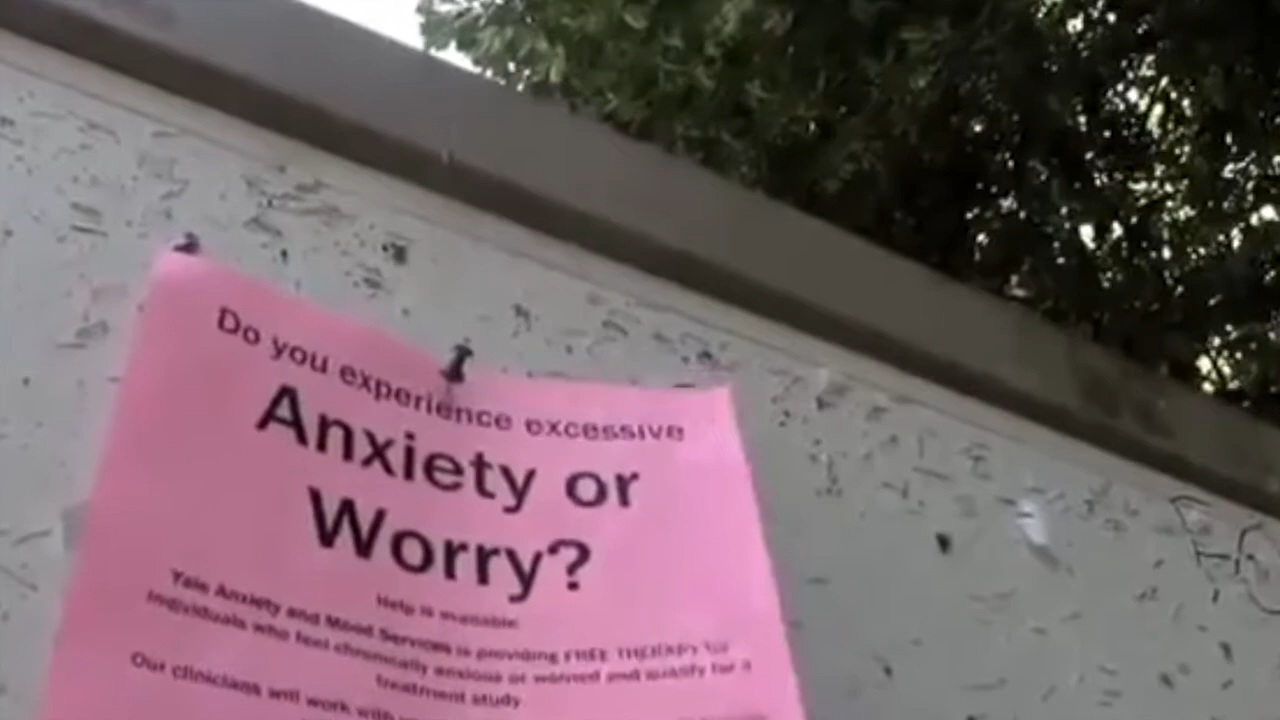 Do you experience excessive
Anxiety or
Worry?
Help is available.
Yale Anxiety and Mood Services is providing FREE THERAPY for
individuals who feel chronically anxious or worried and qualify for a
treatment study
Our clinicians will work with